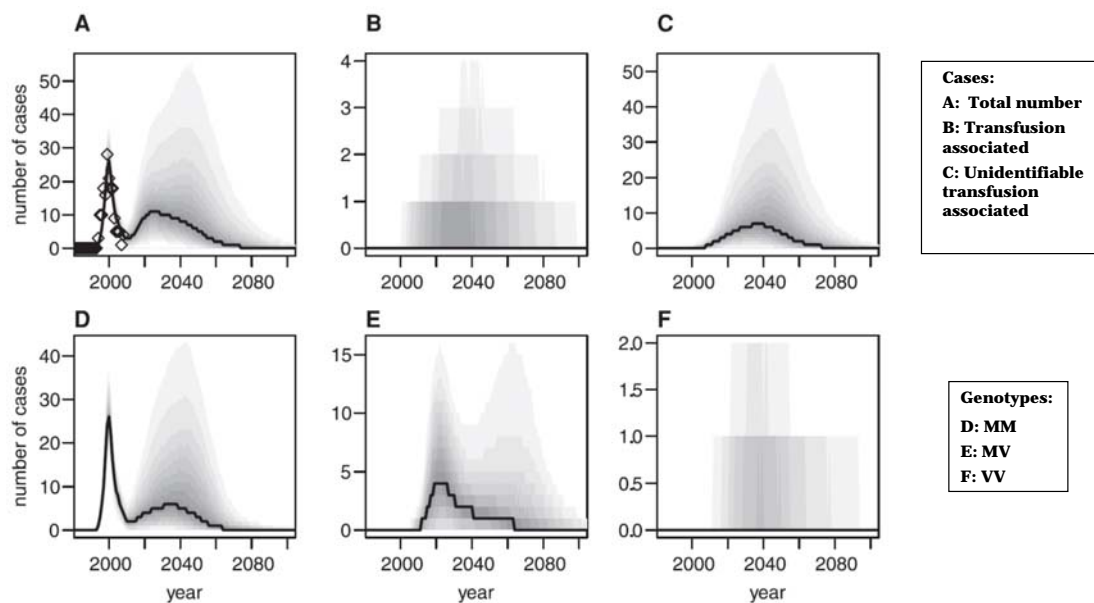 A
B
C
number of cases
50
40
30
20
10
0
2000
2040
2080
4
3
2
1
0
2000
2040
2080
50
40
30
20
10
0
2000
2040
2080
Cases:
A: Total number
B: Transfusion
associated
C: Unidentifiable
transfusion
associated
D
E
F
number of cases
40
30
20
10
0
2000
2040
2080
year
15
10
5
0
2000
2040
2080
year
2.0
1.5
1.0
0.5
0.0
2000
2040
2080
year
Genotypes:
D: MM
E: MV
F: VV